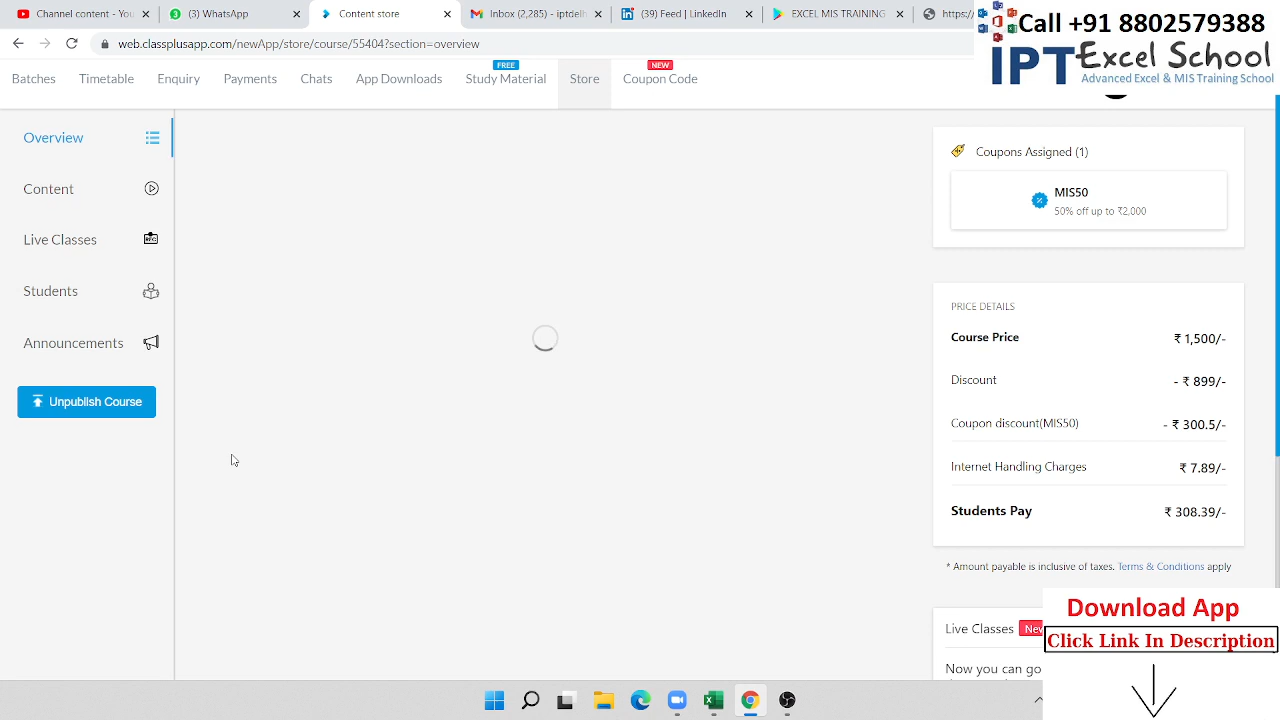 Channel content - You
(3) WhatsApp
Content store
Inbox (2,285) - iptdelh
(39) Feed | LinkedIn
EXCEL MIS TRAINING
https:/
Call +91 8802579388
IPT Excel School
Advanced Excel & MIS Training School
web.classplusapp.com/newApp/store/course/55404?section=overview
FREE
NEW
Batches
Timetable
Enquiry
Payments
Chats
App Downloads
Study Material
Store
Coupon Code
Overview
Content
Live Classes
Students
Announcements
Unpublish Course
Coupons Assigned (1)
MIS50
50% off up to ₹2,000
PRICE DETAILS
Course Price ₹ 1,500/-
Discount - ₹ 899/-
Coupon discount(MIS50) - ₹ 300.5/-
Internet Handling Charges ₹ 7.89/-
Students Pay ₹ 308.39/-
* Amount payable is inclusive of taxes. Terms & Conditions apply
Live Classes New
Now you can go
Download App
Click Link In Description